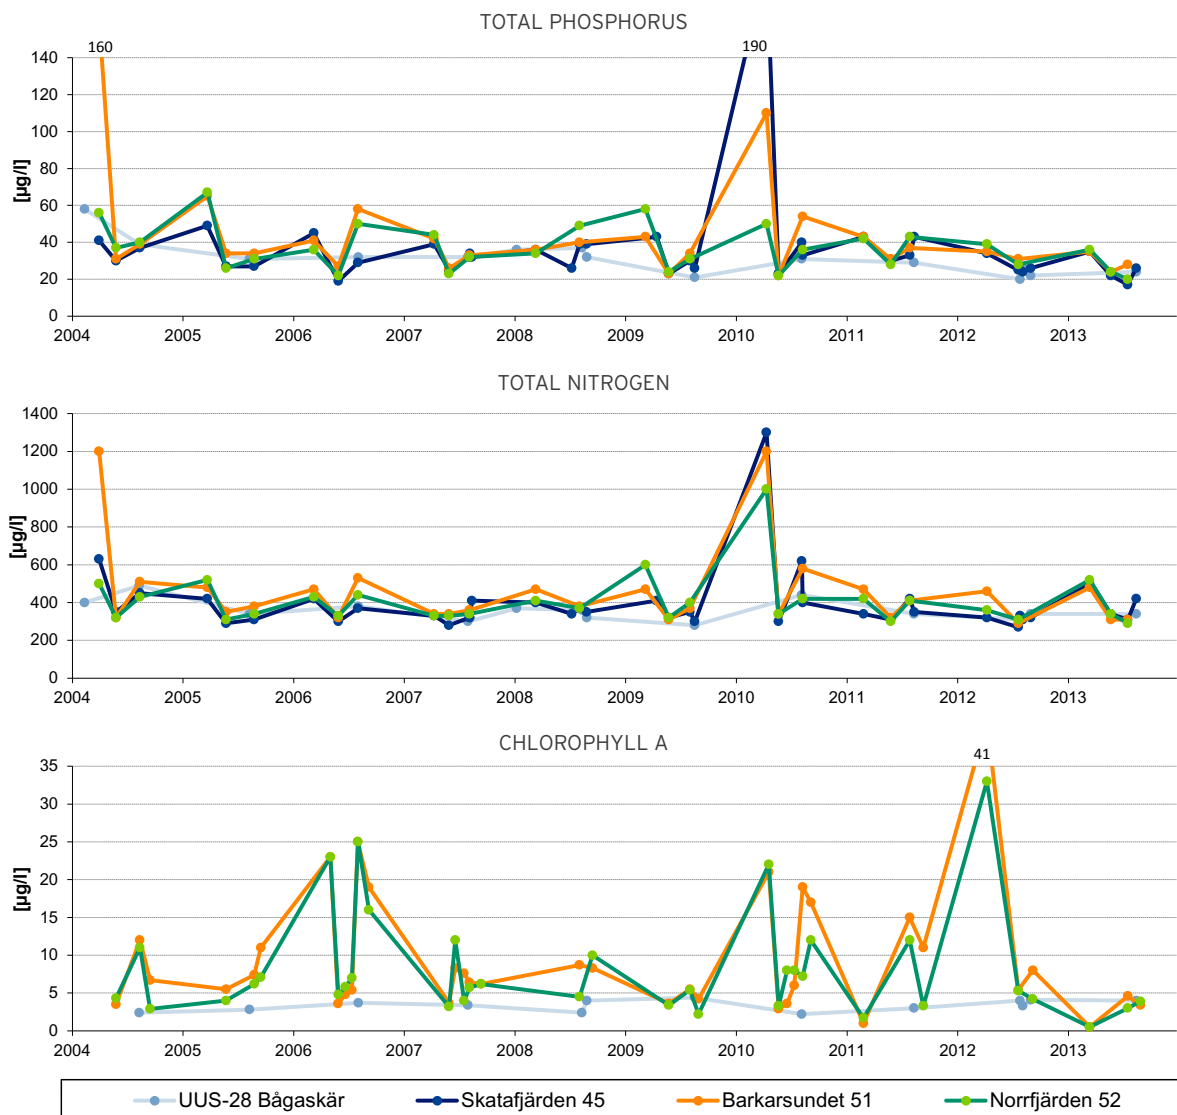 TOTAL PHOSPHORUS
160
190
[µg/l]
140
120
100
80
60
40
20
0
2004 2005 2006 2007 2008 2009 2010 2011 2012 2013
TOTAL NITROGEN
[µg/l]
1400
1200
1000
800
600
400
200
0
2004 2005 2006 2007 2008 2009 2010 2011 2012 2013
CHLOROPHYLL A
41
[µg/l]
35
30
25
20
15
10
5
0
2004 2005 2006 2007 2008 2009 2010 2011 2012 2013
UUS-28 Bågaskär Skatafjärden 45 Barkarsundet 51 Norrfjärden 52